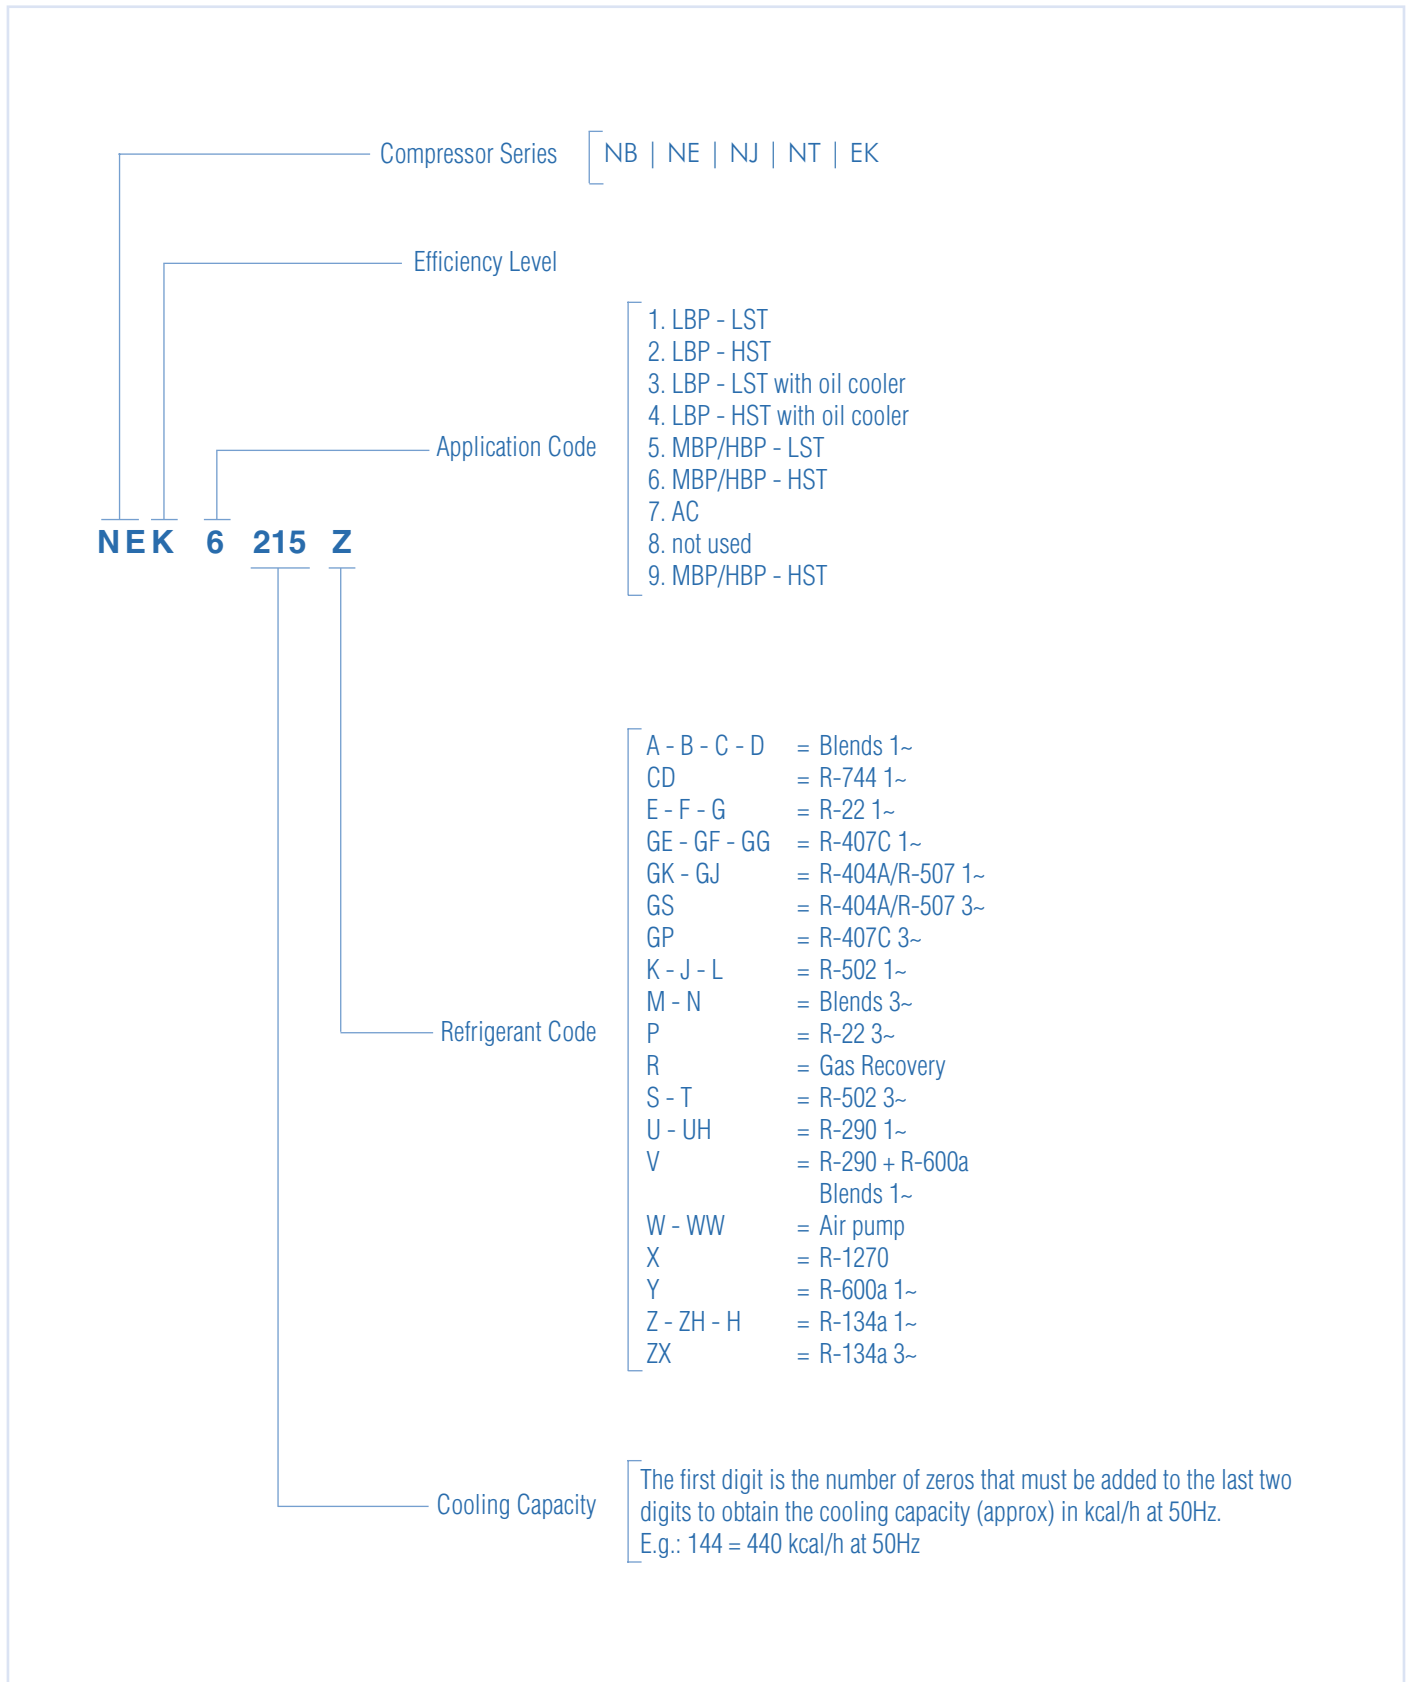 Compressor Series NB | NE | NJ | NT | EK
Efficiency Level
1. LBP - LST
2. LBP - HST
3. LBP - LST with oil cooler
4. LBP - HST with oil cooler
Application Code 5. MBP/HBP - LST
6. MBP/HBP - HST
7. AC
8. not used
9. MBP/HBP - HST
NEK 6 215 Z
A - B - C - D = Blends 1~
CD = R-744 1~
E - F - G = R-22 1~
GE - GF - GG = R-407C 1~
GK - GJ = R-404A/R-507 1~
GS = R-404A/R-507 3~
GP = R-407C 3~
K - J - L = R-502 1~
M - N = Blends 3~
Refrigerant Code P = R-22 3~
R = Gas Recovery
S - T = R-502 3~
U - UH = R-290 1~
V = R-290 + R-600a
Blends 1~
W - WW = Air pump
X = R-1270
Y = R-600a 1~
Z - ZH - H = R-134a 1~
ZX = R-134a 3~
Cooling Capacity
The first digit is the number of zeros that must be added to the last two
digits to obtain the cooling capacity (approx) in kcal/h at 50Hz.
E.g.: 144 = 440 kcal/h at 50Hz